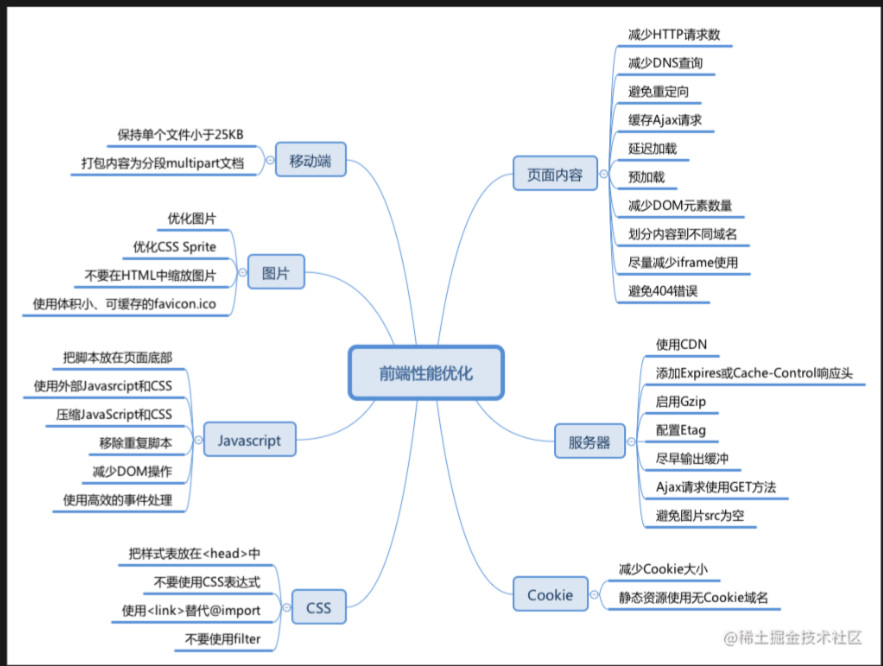 前端性能优化
页面内容
减少HTTP请求数
减少DNS查询
避免重定向
缓存Ajax请求
延迟加载
预加载
减少DOM元素数量
划分内容到不同域名
尽量减少iframe使用
避免404错误
服务器
使用CDN
添加Expires或Cache-Control响应头
启用Gzip
配置Etag
尽早输出缓冲
Ajax请求使用GET方法
避免图片src为空
Cookie
减少Cookie大小
静态资源使用无Cookie域名
移动端
保持单个文件小于25KB
打包内容为分段multipart文档
图片
优化图片
优化CSS Sprite
不要在HTML中缩放图片
使用体积小、可缓存的favicon.ico
Javascript
把脚本放在页面底部
使用外部Javasrcipt和CSS
压缩JavaScript和CSS
移除重复脚本
减少DOM操作
使用高效的事件处理
CSS
把样式表放在<head>中
不要使用CSS表达式
使用<link>替代@import
不要使用filter
@稀土掘金技术社区